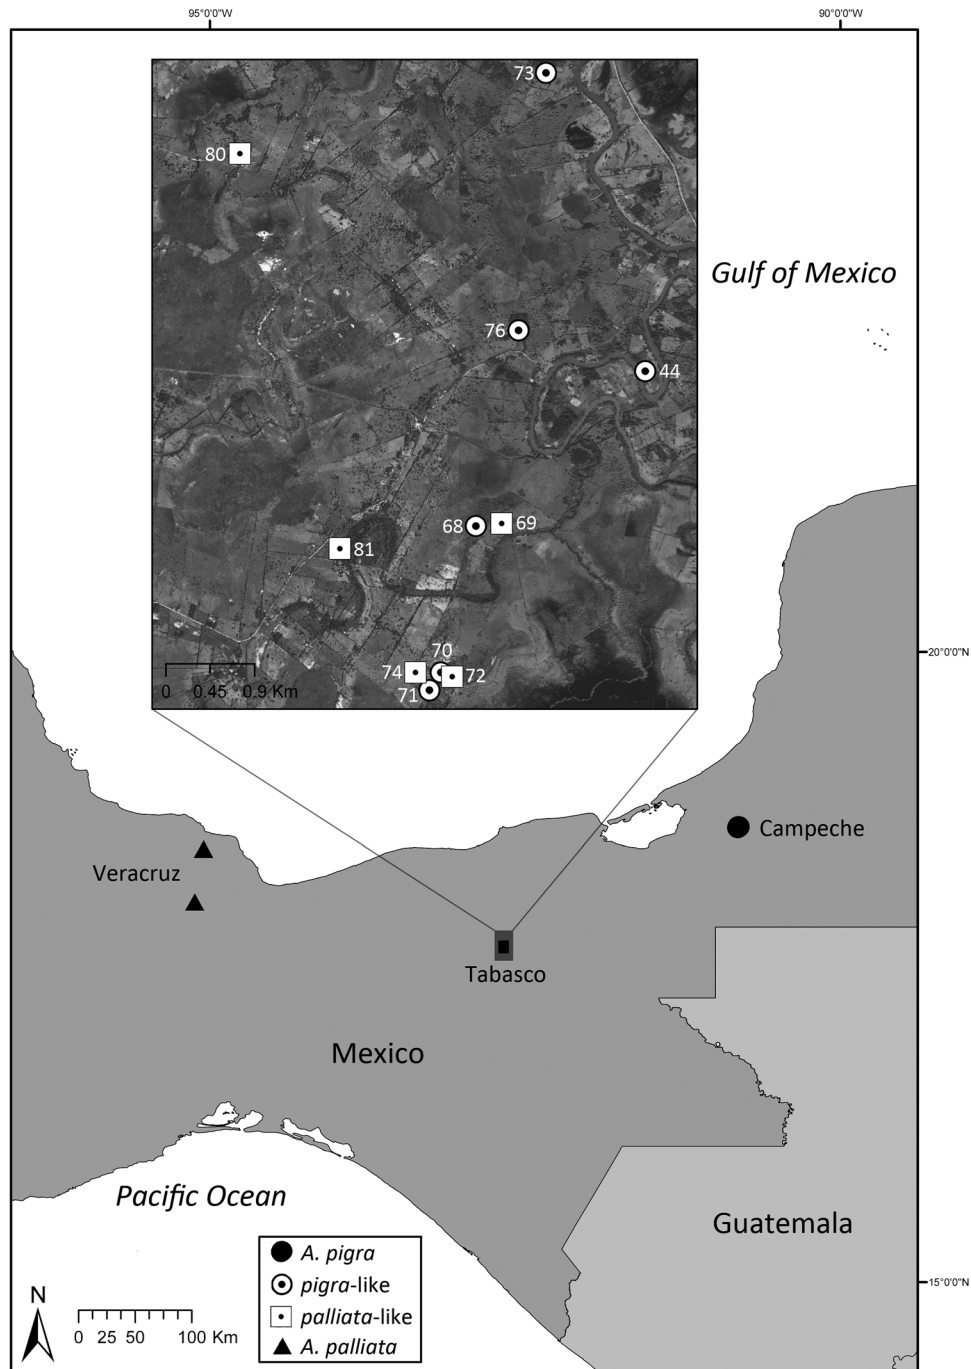 95°0'0"W
90°0'0"W
73
80
Gulf of Mexico
76
44
68
69
81
70
74
72
71
0 0.45 0.9 Km
20°0'0"N
Campeche
Veracruz
Tabasco
Mexico
Pacific Ocean
Guatemala
A. pigra
pigra-like
palliata-like
A. palliata
N
0 25 50 100 Km
15°0'0"N